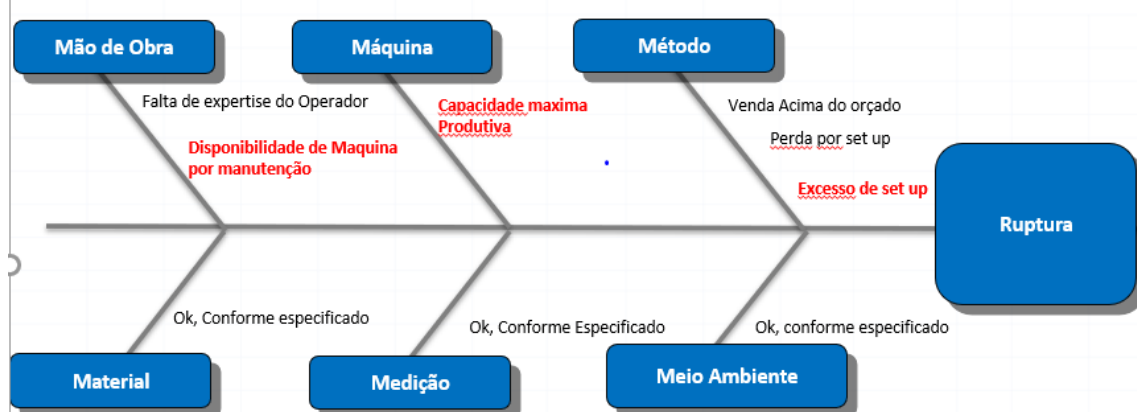 Mão de Obra
Máquina
Método
Falta de expertise do Operador
Disponibilidade de Maquina
por manutenção
Capacidade maxima
Produtiva
Venda Acima do orçado
Perda por set up
Excesso de set up
Ruptura
Ok, Conforme especificado
Ok, Conforme Especificado
Ok, conforme especificado
Material
Medição
Meio Ambiente